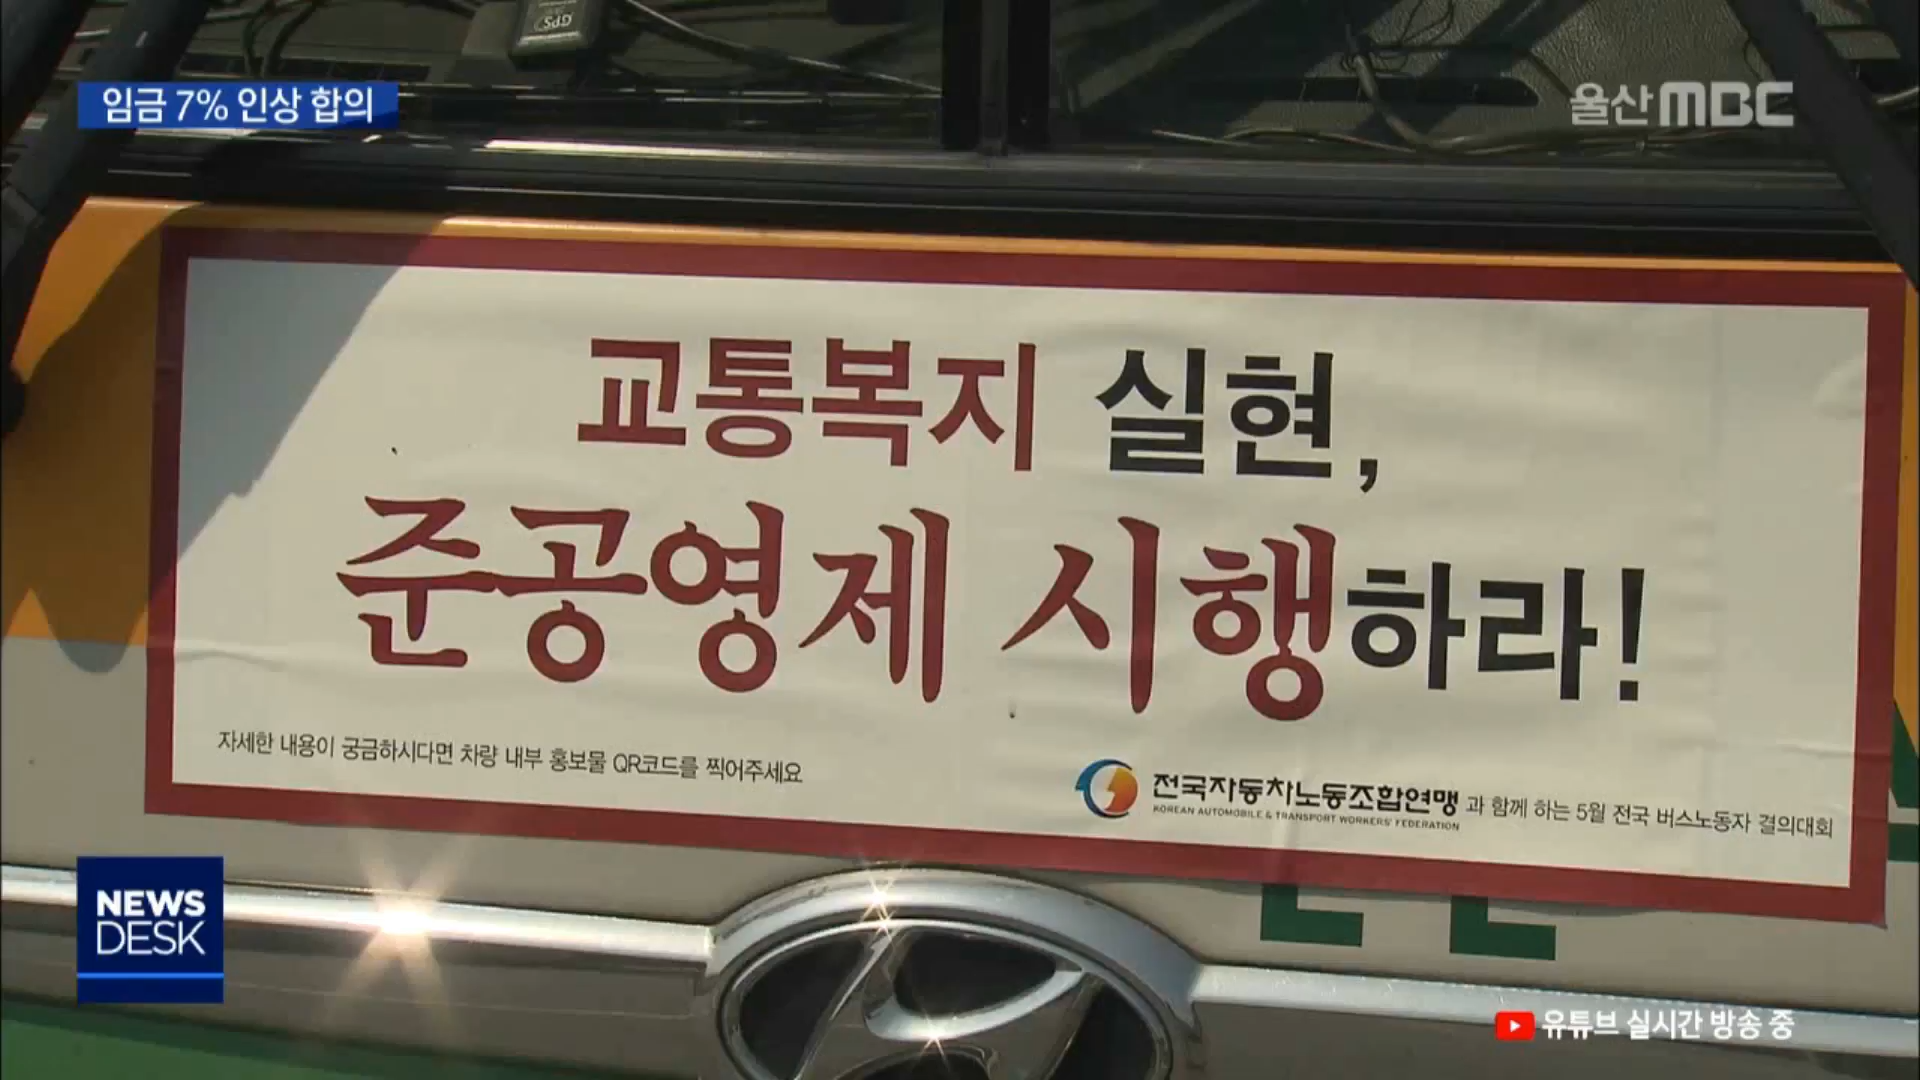 GPS
임금 7% 인상 합의
울산MBC
교통복지 실현,
준공영제 시행하라!
자세한 내용이 궁금하시다면 차량 내부 홍보물 QR코드를 찍어주세요
전국자동차노동조합연맹 과 함께 하는 5월 전국 버스노동자 결의대회
KOREAN AUTOMOBILE & TRANSPORT WORKERS' FEDERATION
NEWS
DESK
유튜브 실시간 방송 중